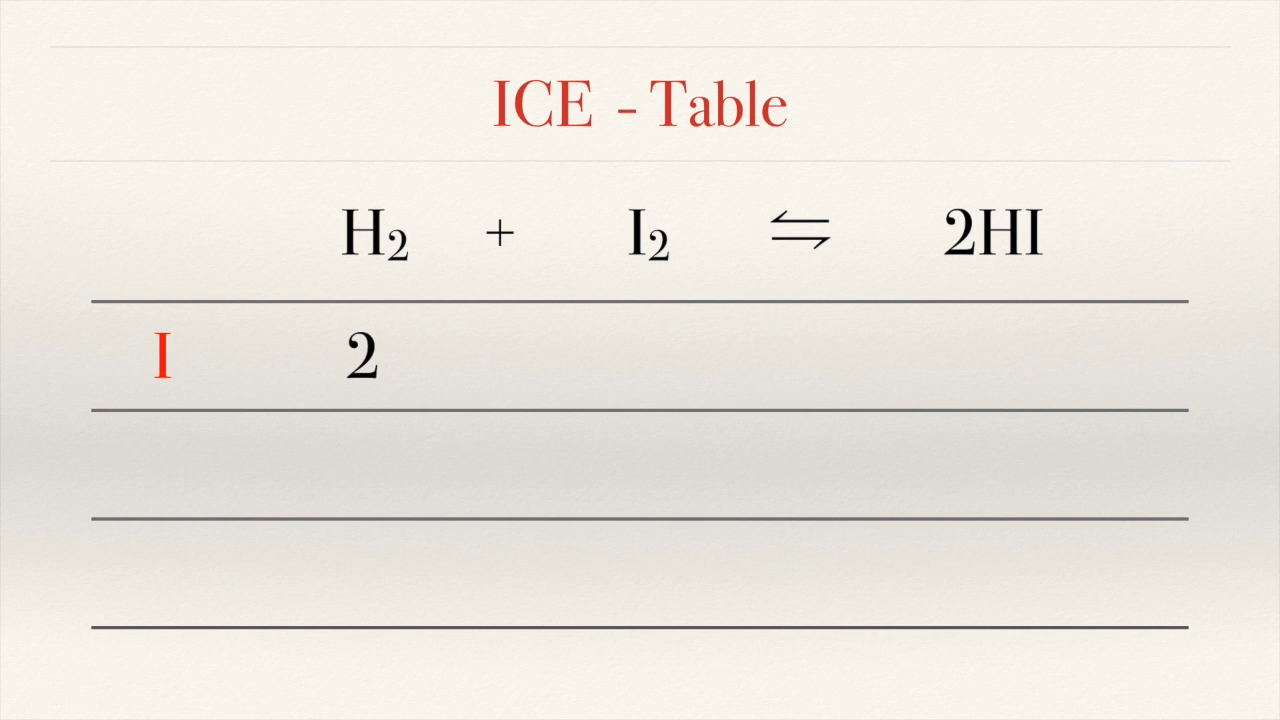 ICE - Table
H₂ + I₂ ⇋ 2HI
I 2